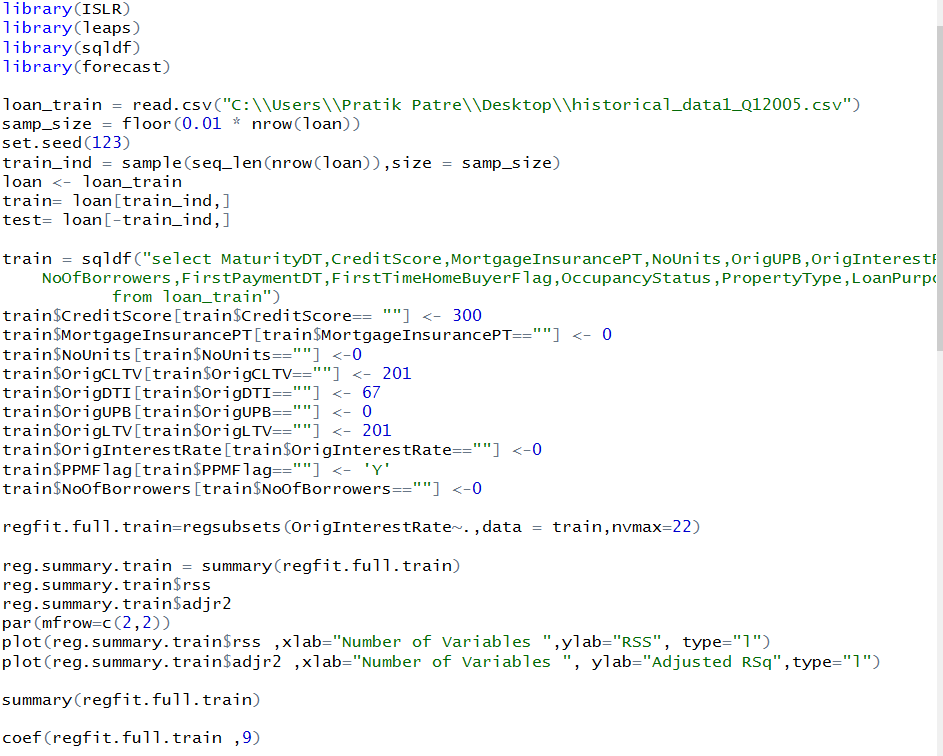 library(ISLR)
library(leaps)
library(sqldf)
library(forecast)
loan_train = read.csv("C:\\Users\\Pratik Patre\\Desktop\\historical_data1_Q12005.csv")
samp_size = floor(0.01 * nrow(loan))
set.seed(123)
train_ind = sample(seq_len(nrow(loan)),size = samp_size)
loan <- loan_train
train= loan[train_ind,]
test= loan[-train_ind,]
train = sqldf("select MaturityDT,CreditScore,MortgageInsurancePT,NoUnits,OrigUPB,OrigInterest
NoOfBorrowers,FirstPaymentDT,FirstTimeHomeBuyerFlag,OccupancyStatus,PropertyType,LoanPurp
from loan_train")
train$CreditScore[train$CreditScore== ""] <- 300
train$MortgageInsurancePT[train$MortgageInsurancePT==""] <- 0
train$NoUnits[train$NoUnits==""] <-0
train$OrigCLTV[train$OrigCLTV==""] <- 201
train$OrigDTI[train$OrigDTI==""] <- 67
train$OrigUPB[train$OrigUPB==""] <- 0
train$OrigLTV[train$OrigLTV==""] <- 201
train$OrigInterestRate[train$OrigInterestRate==""] <-0
train$PPMFlag[train$PPMFlag==""] <- 'Y'
train$NoOfBorrowers[train$NoOfBorrowers==""] <-0
regfit.full.train=regsubsets(OrigInterestRate~.,data = train,nvmax=22)
reg.summary.train = summary(regfit.full.train)
reg.summary.train$rss
reg.summary.train$adjr2
par(mfrow=c(2,2))
plot(reg.summary.train$rss ,xlab="Number of Variables ",ylab="RSS", type="l")
plot(reg.summary.train$adjr2 ,xlab="Number of Variables ", ylab="Adjusted RSq",type="l")
summary(regfit.full.train)
coef(regfit.full.train ,9)